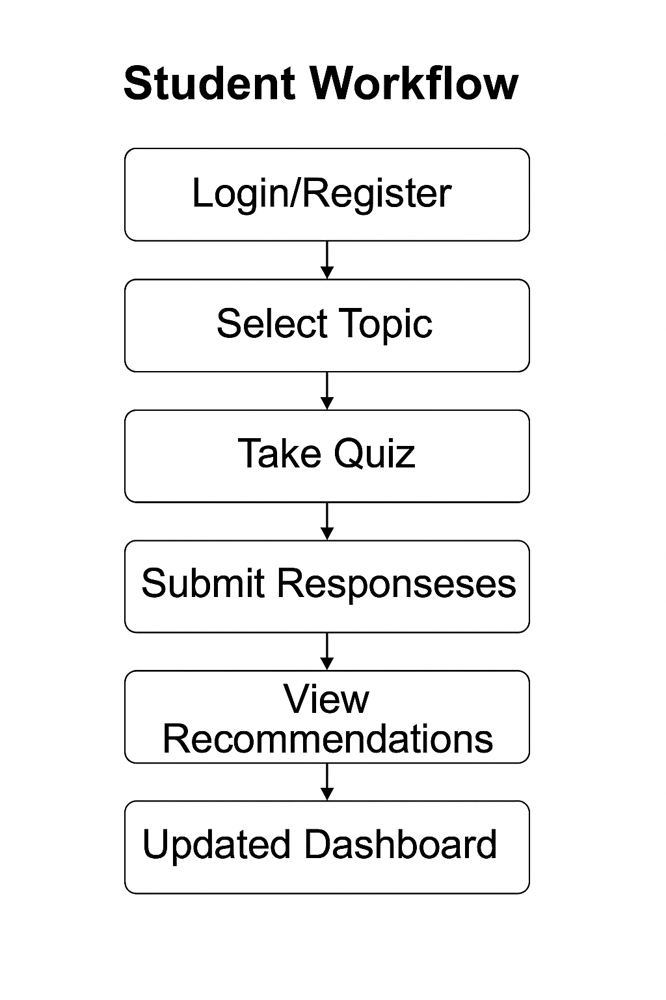 Student Workflow
Login/Register
Select Topic
Take Quiz
Submit Responseses
View
Recommendations
Updated Dashboard